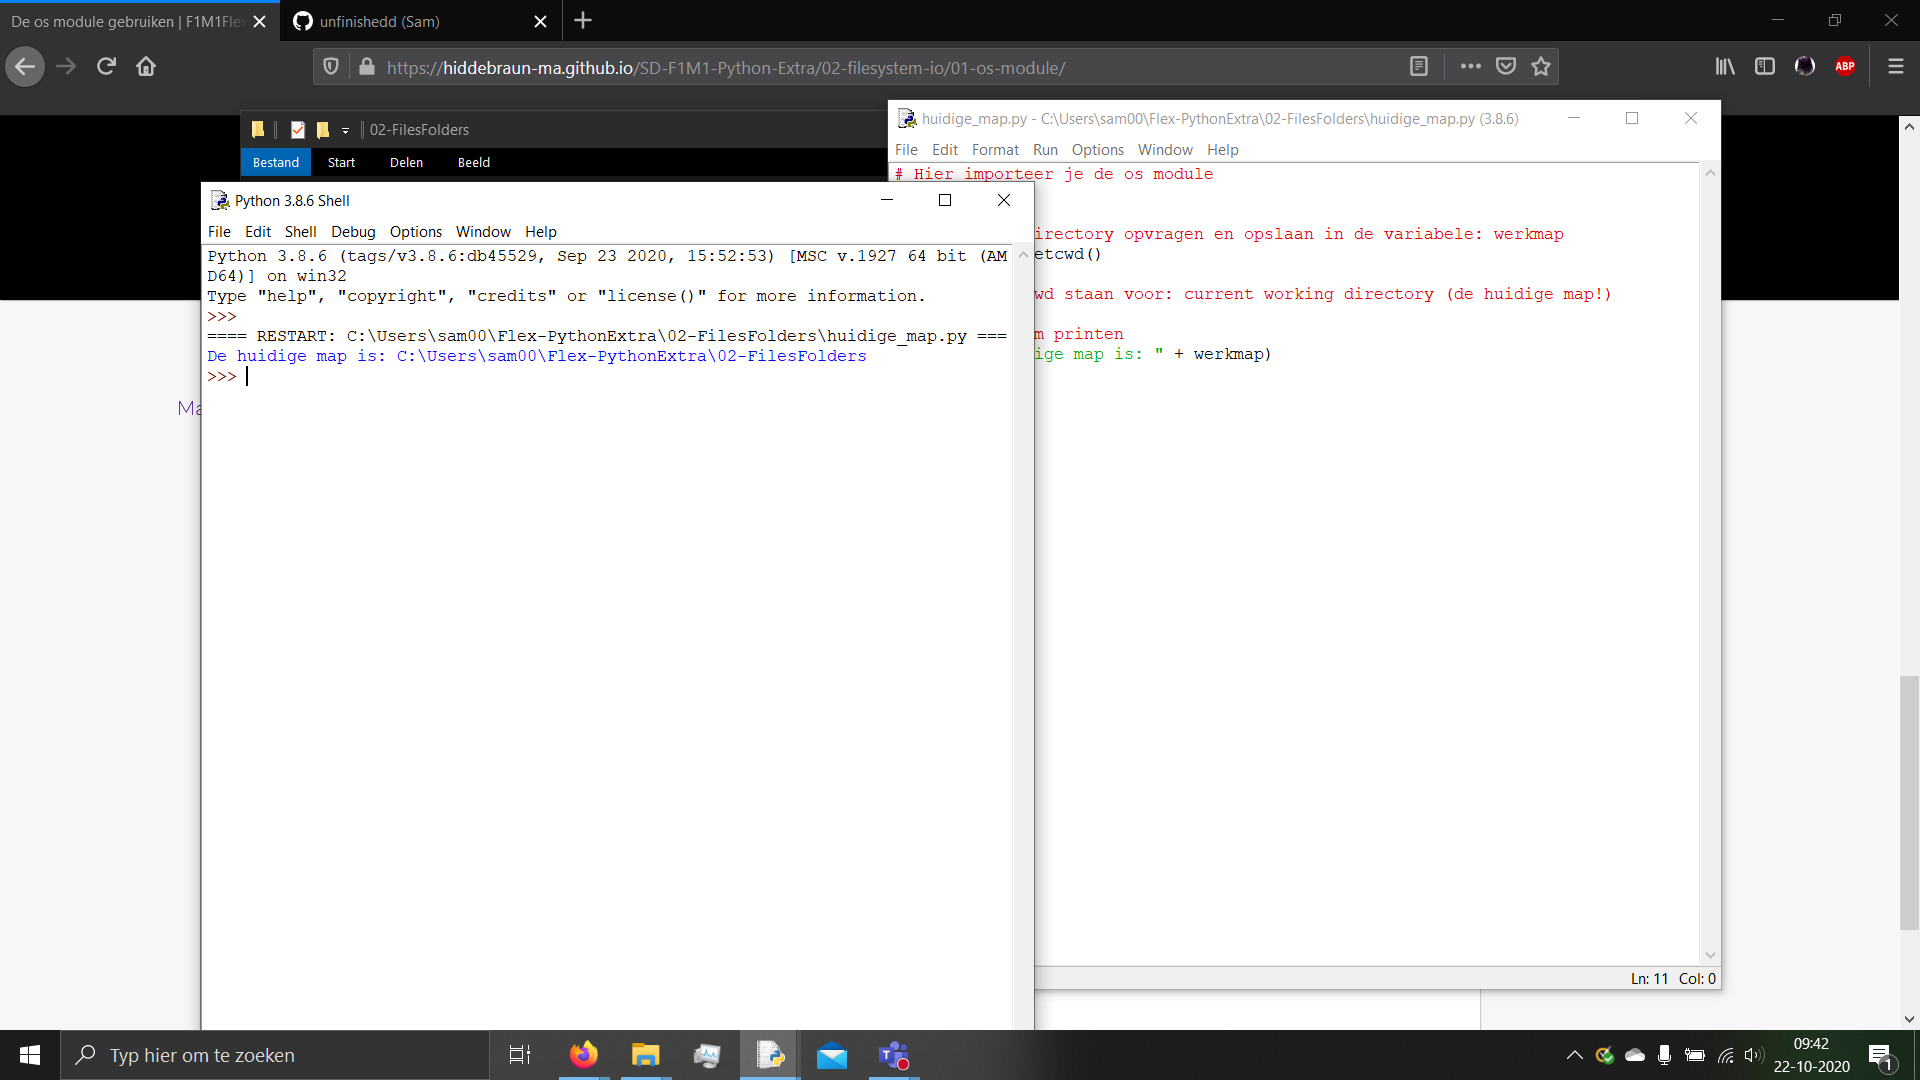 De os module gebruiken | F1M1Flex
unfinishedd (Sam)
https://hiddebraun-ma.github.io/SD-F1M1-Python-Extra/02-filesystem-io/01-os-module/
ABP
02-FilesFolders
Bestand Start Delen Beeld
huidige_map.py - C:\Users\sam00\Flex-PythonExtra\02-FilesFolders\huidige_map.py (3.8.6)
File Edit Format Run Options Window Help
# Hier importeer je de os module
irectory opvragen en opslaan in de variabele: werkmap
etcwd()
wd staan voor: current working directory (de huidige map!)
m printen
ige map is: " + werkmap)
Ln: 11 Col: 0
Python 3.8.6 Shell
File Edit Shell Debug Options Window Help
Python 3.8.6 (tags/v3.8.6:db45529, Sep 23 2020, 15:52:53) [MSC v.1927 64 bit (AM
D64)] on win32
Type "help", "copyright", "credits" or "license()" for more information.
>>>
==== RESTART: C:\Users\sam00\Flex-PythonExtra\02-FilesFolders\huidige_map.py ===
De huidige map is: C:\Users\sam00\Flex-PythonExtra\02-FilesFolders
>>>
Ma
Typ hier om te zoeken
09:42
22-10-2020
1